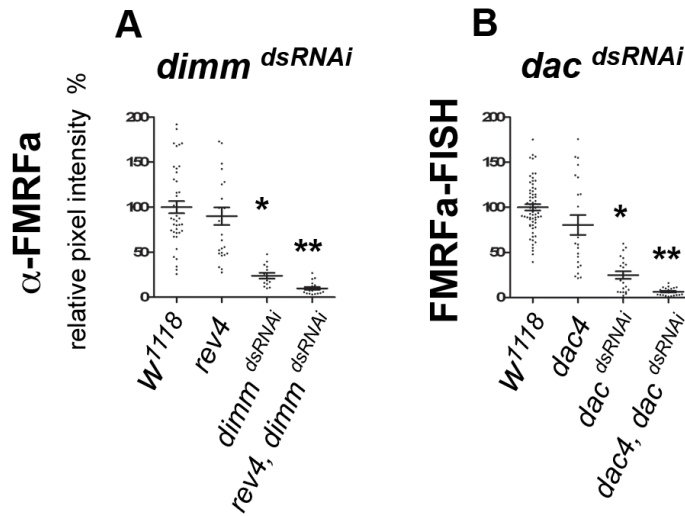 A
dimm dsRNAi
α-FMRFa
relative pixel intensity %
200
150
100
50
0
*
**
W1118
rev4
dimm dsRNAi
rev4, dimm dsRNAi
B
dac dsRNAi
FMRFa-FISH
200
150
100
50
0
*
**
W1118
dac4
dac dsRNAi
dac4, dac dsRNAi